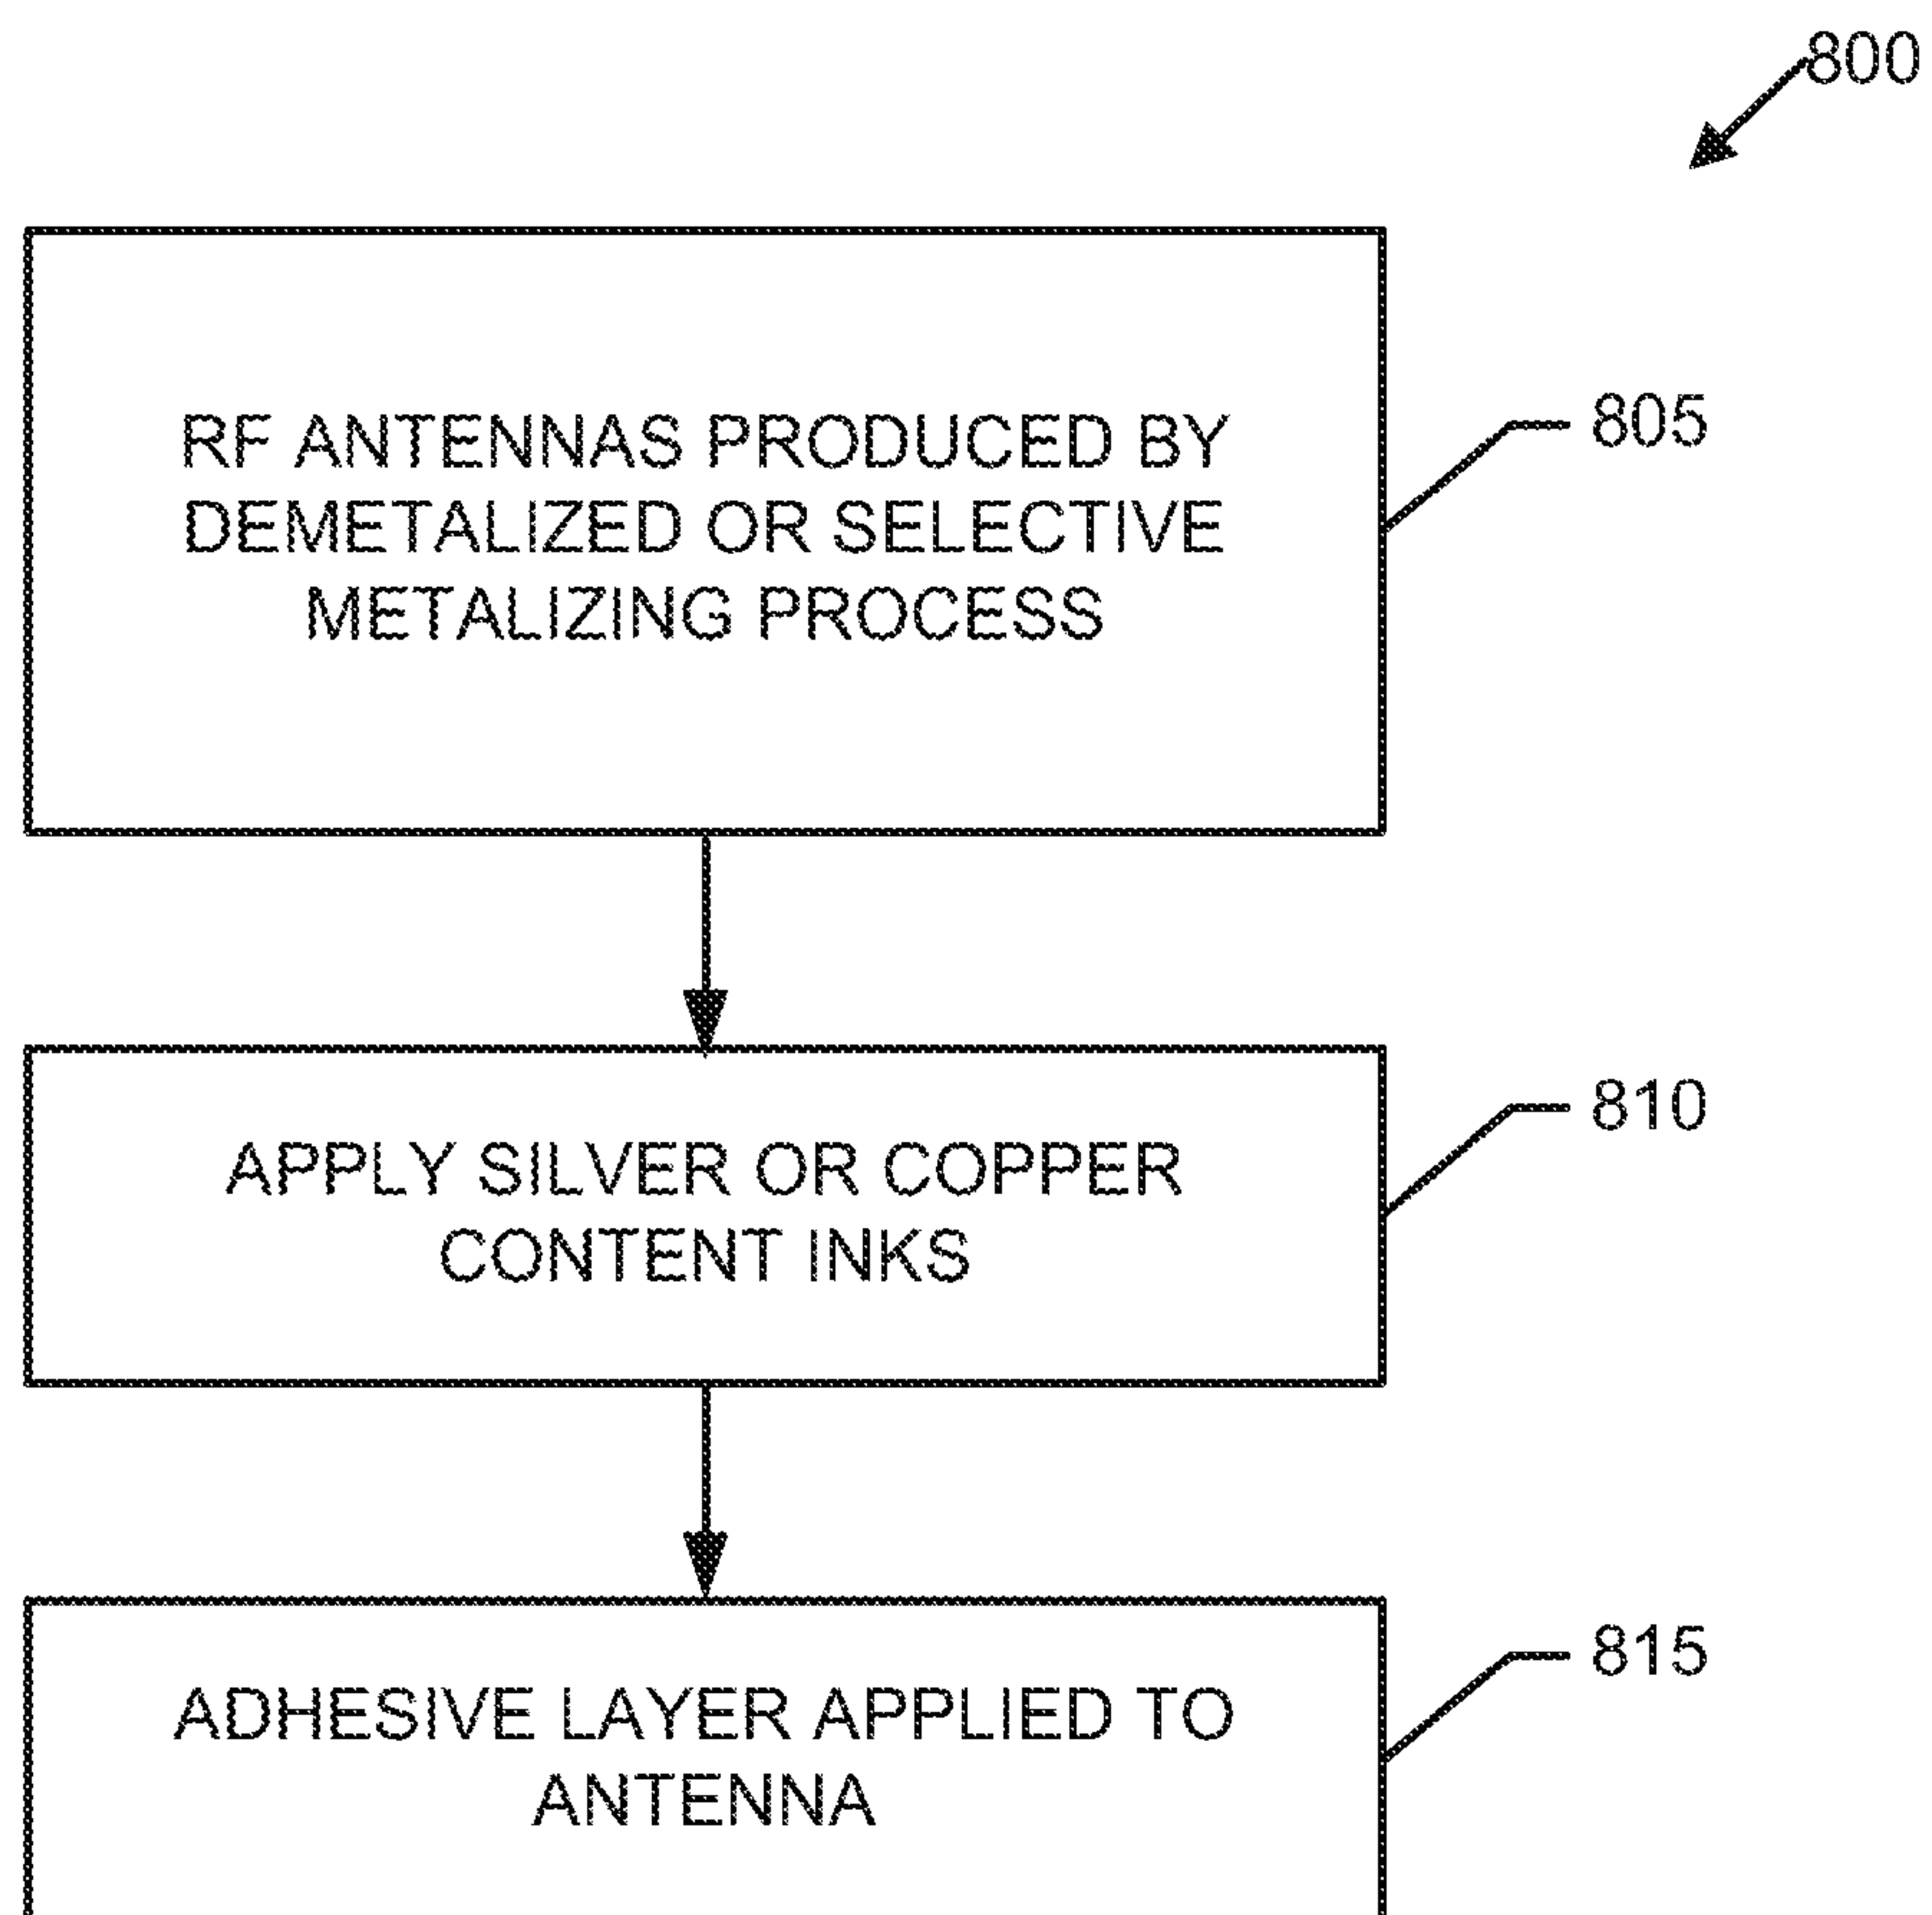 800
RF ANTENNAS PRODUCED BY
DEMETALIZED OR SELECTIVE
METALIZING PROCESS
805
APPLY SILVER OR COPPER
CONTENT INKS
810
ADHESIVE LAYER APPLIED TO
ANTENNA
815